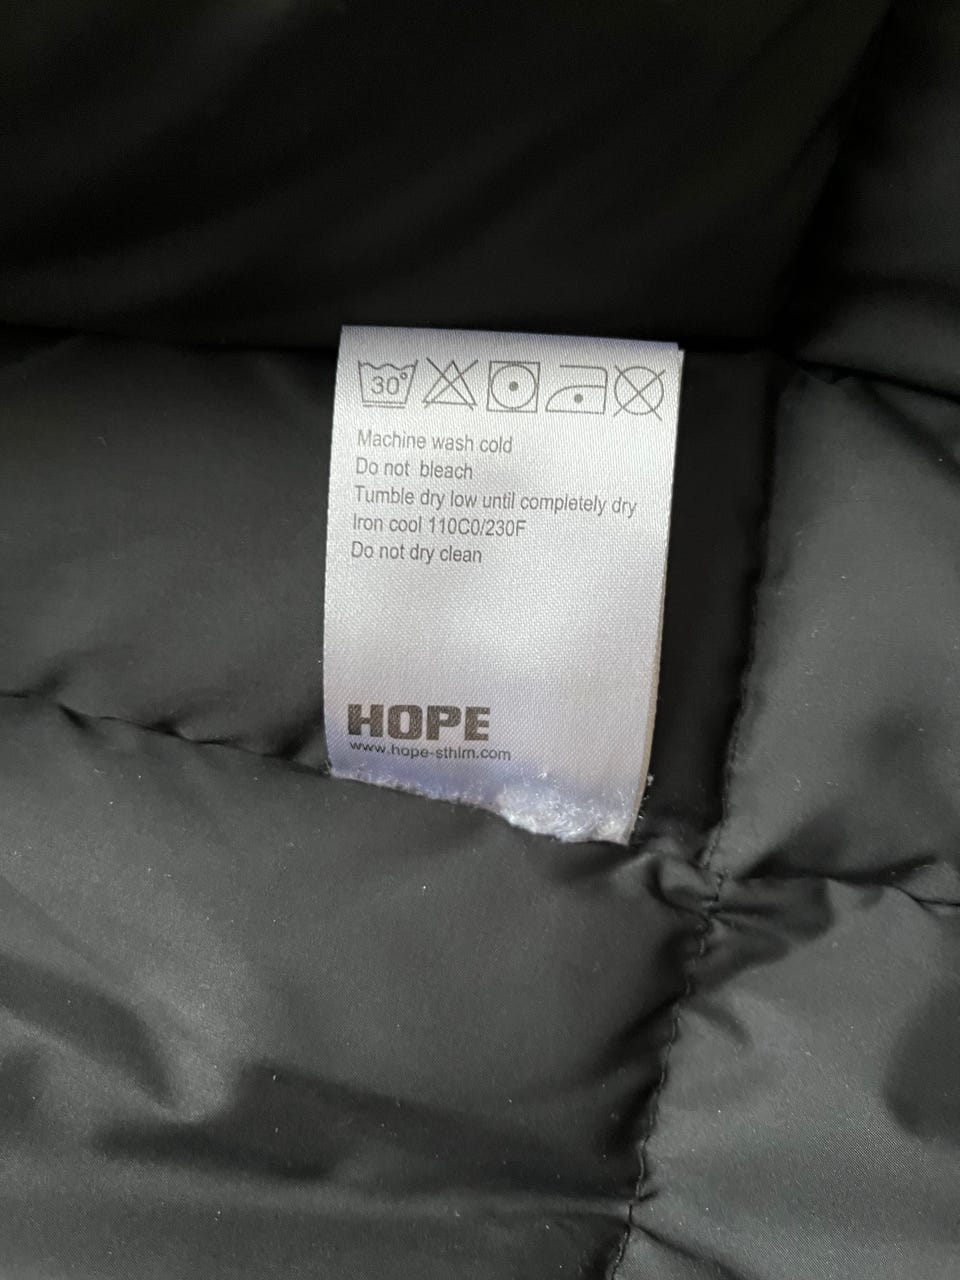 30°
Machine wash cold
Do not bleach
Tumble dry low until completely dry
Iron cool 110C0/230F
Do not dry clean
HOPE
www.hope-sthlm.com